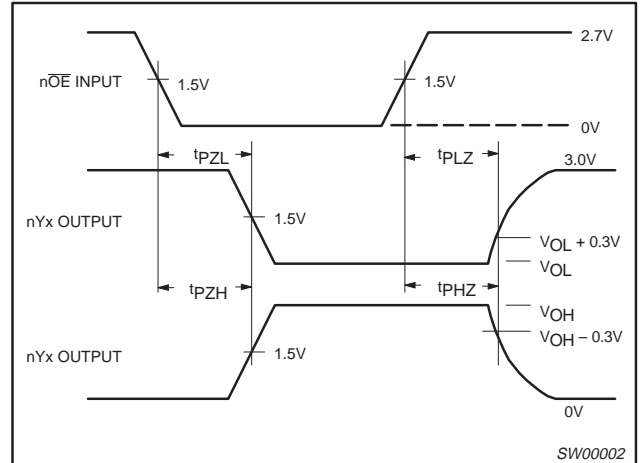 2.7V
nOE INPUT
1.5V
1.5V
0V
tPZL
tPLZ
3.0V
nYx OUTPUT
1.5V
VOL + 0.3V
VOL
tPZH
tPHZ
VOH
VOH – 0.3V
nYx OUTPUT
1.5V
0V
SW00002